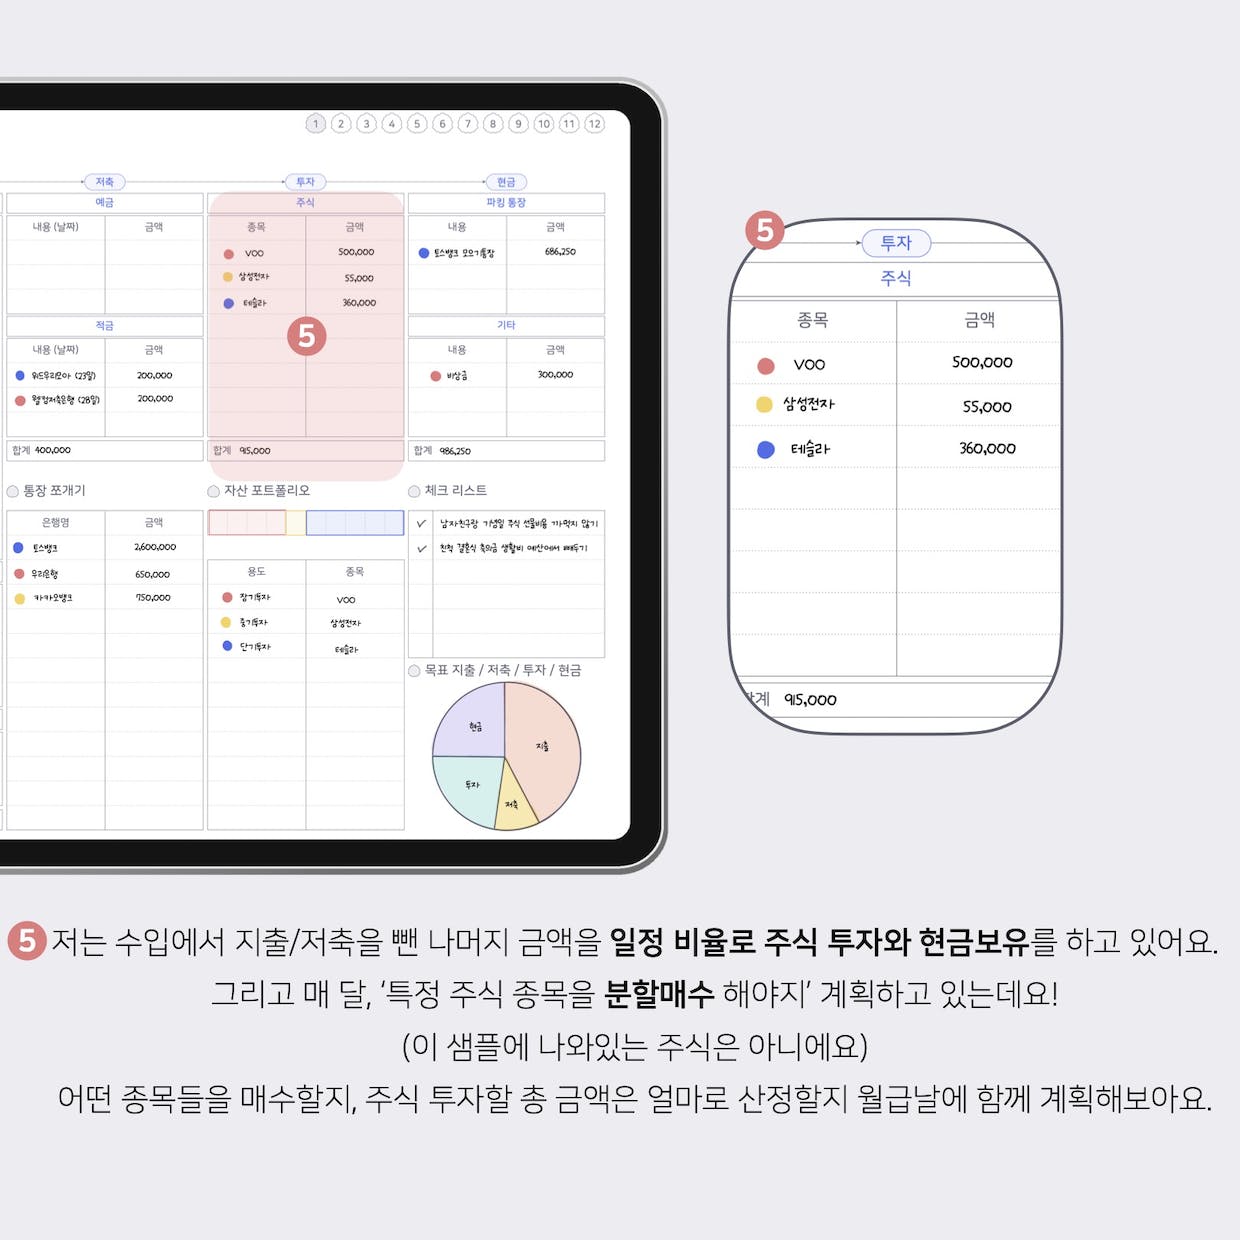 1 2 3 4 5 6 7 8 9 10 11 12
저축
예금
내용 (날짜) 금액
적금
내용 (날짜) 금액
위드우리모아 (23일) 200,000
웰컴저축은행 (28일) 200,000
합계 400,000
투자
주식
종목 금액
VOO 500,000
삼성전자 55,000
테슬라 360,000
5
합계 915,000
현금
파킹 통장
내용 금액
토스뱅크 모으기통장 686,250
기타
내용 금액
비상금 300,000
합계 986,250
통장 쪼개기
은행명 금액
토스뱅크 2,600,000
우리은행 650,000
카카오뱅크 750,000
자산 포트폴리오
용도 종목
장기투자 VOO
중기투자 삼성전자
단기투자 테슬라
체크 리스트
남자친구랑 기념일 주식 선물비용 까먹지 않기
친척 결혼식 축의금 생활비 예산에서 빼두기
목표 지출 / 저축 / 투자 / 현금
현금
지출
투자
저축
5
투자
주식
종목 금액
VOO 500,000
삼성전자 55,000
테슬라 360,000
합계 915,000
5 저는 수입에서 지출/저축을 뺀 나머지 금액을 일정 비율로 주식 투자와 현금보유를 하고 있어요.
그리고 매 달, ‘특정 주식 종목을 분할매수 해야지’ 계획하고 있는데요!
(이 샘플에 나와있는 주식은 아니에요)
어떤 종목들을 매수할지, 주식 투자할 총 금액은 얼마로 산정할지 월급날에 함께 계획해보아요.